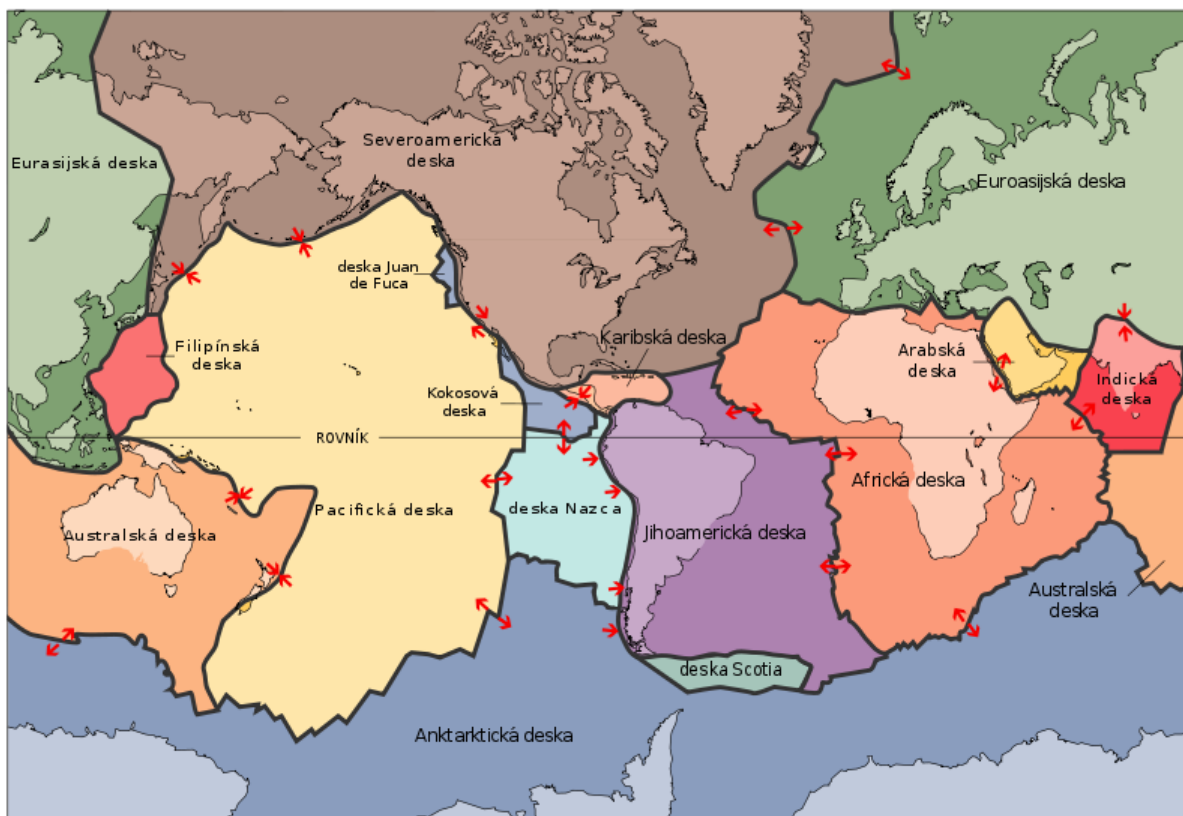 Severoamerická
deska
Eurasijská deska
Euroasijská deska
deska Juan
de Fuca
Karibská deska
Filipínská
deska
Arabská
deska
Indická
deska
Kokosová
deska
ROVNÍK
Africká deska
deska Nazca
Pacifická deska
Australská deska
Jihoamerická deska
Australská
deska
deska Scotia
Anktarktická deska